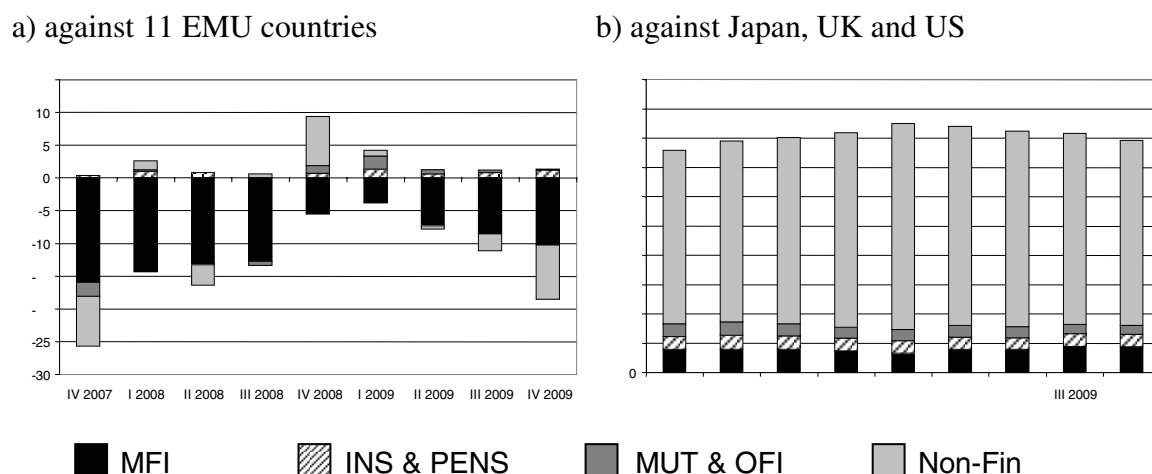 a) against 11 EMU countries
b) against Japan, UK and US
10
5
0
-5
-10
-
-
-25
-30
IV 2007 I 2008 II 2008 III 2008 IV 2008 I 2009 II 2009 III 2009 IV 2009
0
III 2009
MFI INS & PENS MUT & OFI Non-Fin